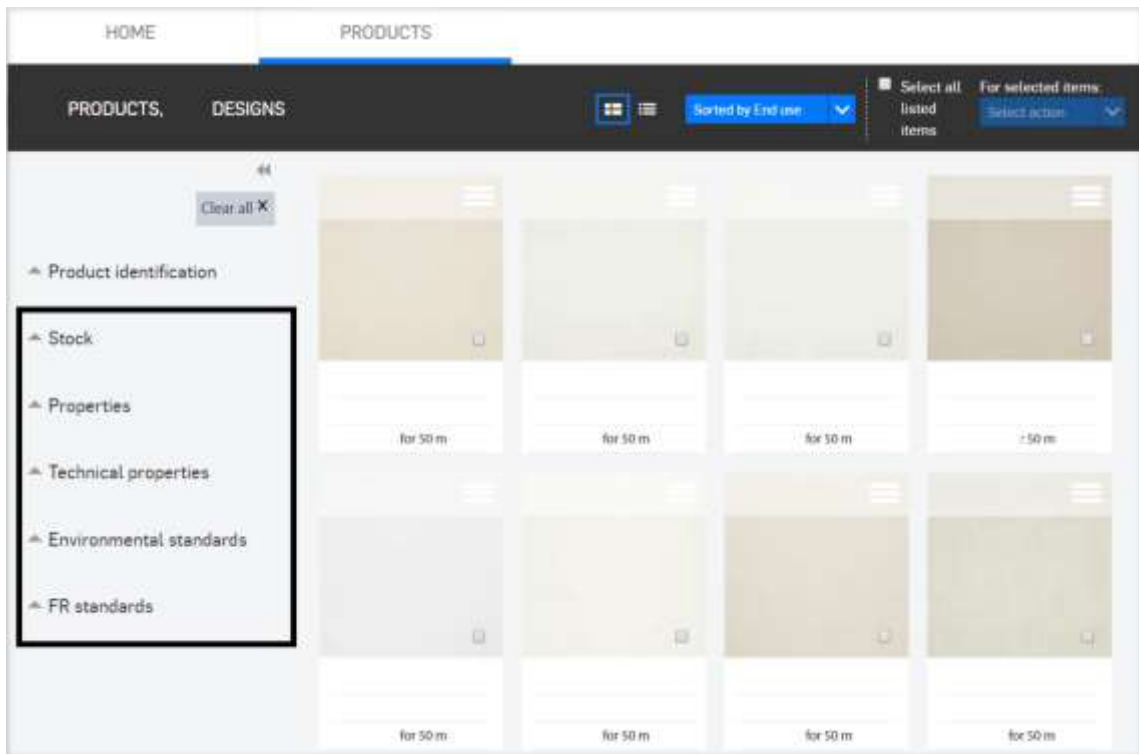 HOME PRODUCTS
PRODUCTS, DESIGNS
Sorted by End use
Select all
listed
items
For selected items:
Select action
Clear all X
Product identification
Stock
Properties
Technical properties
Environmental standards
FR standards
for 50 m for 50 m for 50 m 50 m
for 50 m for 50 m for 50 m for 50 m